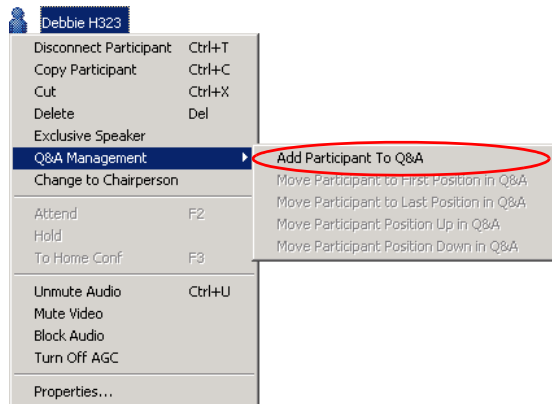 Debbie H323
Disconnect Participant Ctrl+T
Copy Participant Ctrl+C
Cut Ctrl+X
Delete Del
Exclusive Speaker
Q&A Management
Change to Chairperson
Attend F2
Hold
To Home Conf F3
Unmute Audio Ctrl+U
Mute Video
Block Audio
Turn Off AGC
Properties...
Add Participant To Q&A
Move Participant to First Position in Q&A
Move Participant to Last Position in Q&A
Move Participant Position Up in Q&A
Move Participant Position Down in Q&A